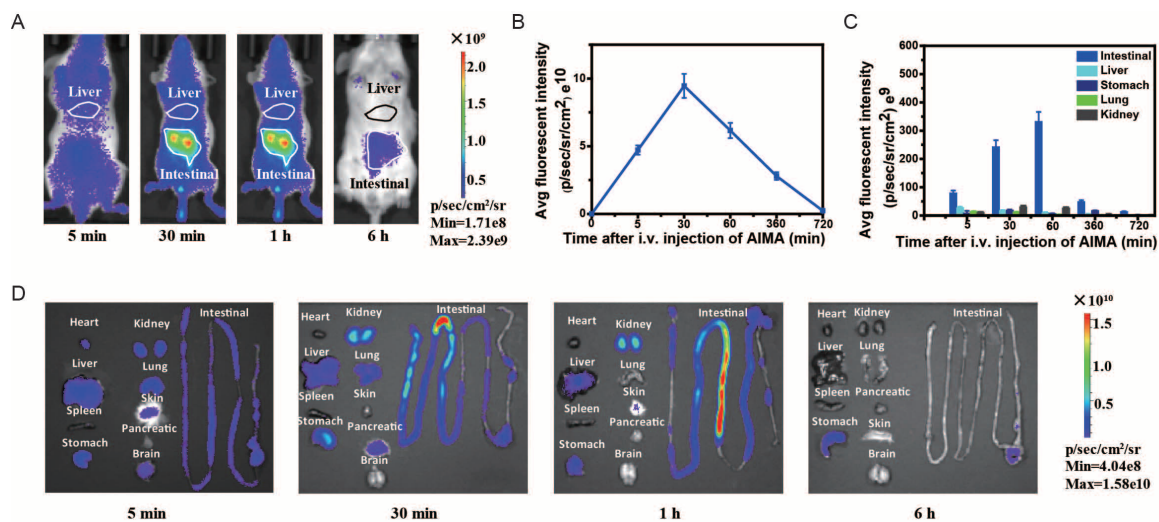 A
Liver
Intestinal
5 min
Liver
Intestinal
30 min
Liver
Intestinal
1 h
Liver
Intestinal
6 h
×10⁹
2.0
1.5
1.0
0.5
p/sec/cm²/sr
Min=1.71e8
Max=2.39e9
B
Avg fluorescent intensity
(p/sec/sr/cm²) e10
10
5
0
0 5 30 60 360 720
Time after i.v. injection of AIMA (min)
C
Avg fluorescent intensity
(p/sec/sr/cm²) e9
600
500
400
300
200
100
0
Intestinal
Liver
Stomach
Lung
Kidney
5 30 60 360 720
Time after i.v. injection of AIMA (min)
D
Heart
Kidney
Intestinal
Liver
Lung
Spleen
Skin
Pancreatic
Stomach
Brain
5 min
Heart
Kidney
Intestinal
Liver
Lung
Spleen
Skin
Pancreatic
Stomach
Brain
30 min
Heart
Kidney
Intestinal
Liver
Lung
Skin
Spleen
Pancreatic
Stomach
Brain
1 h
Heart
Kidney
Intestinal
Liver
Lung
Pancreatic
Spleen
Skin
Stomach
Brain
6 h
×10¹⁰
1.5
1.0
0.5
p/sec/cm²/sr
Min=4.04e8
Max=1.58e10